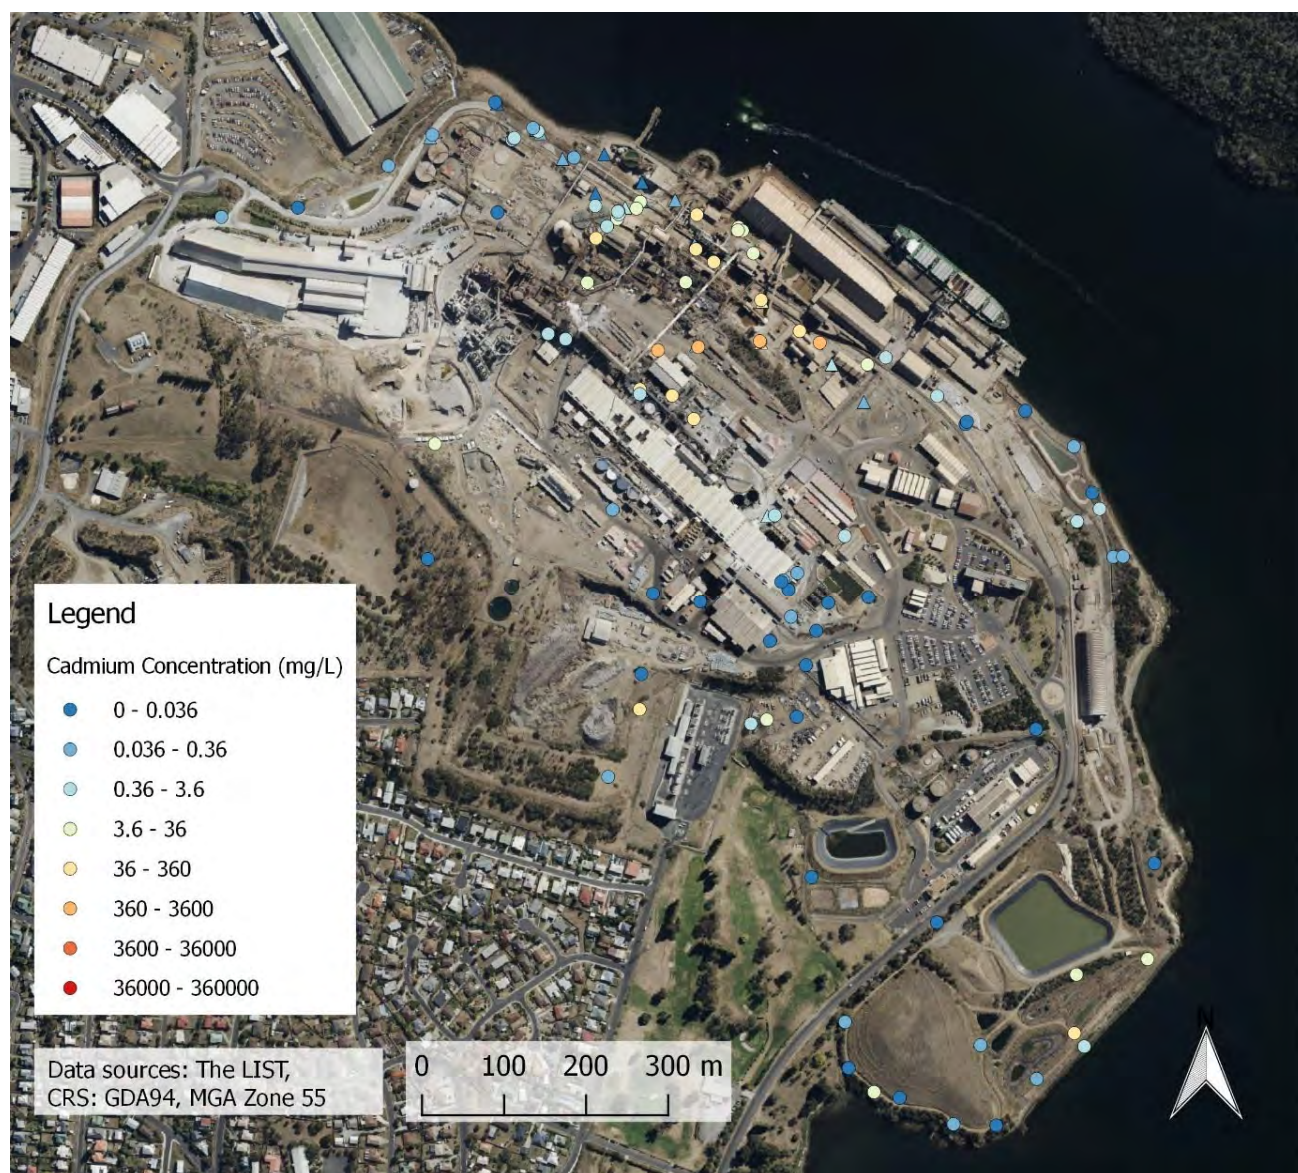 Legend
Cadmium Concentration (mg/L)
0 - 0.036
0.036 - 0.36
0.36 - 3.6
3.6 - 36
36 - 360
360 - 3600
3600 - 36000
36000 - 360000
Data sources: The LIST,
CRS: GDA94, MGA Zone 55
0 100 200 300 m
N